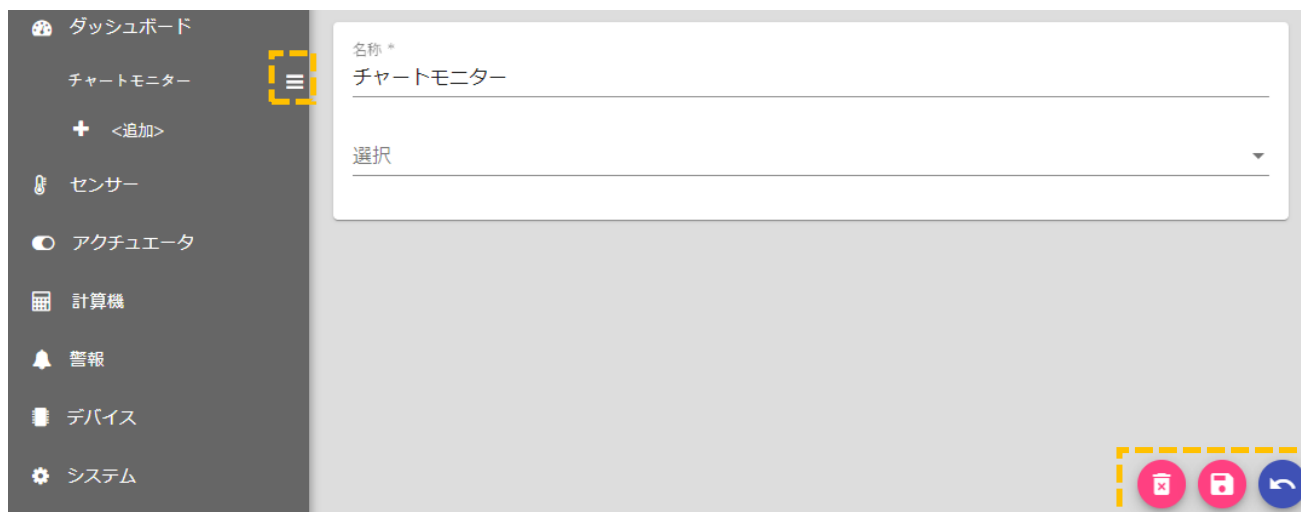 ダッシュボード
チャートモニター
<追加>
センサー
アクチュエータ
計算機
警報
デバイス
システム
名称 *
チャートモニター
選択